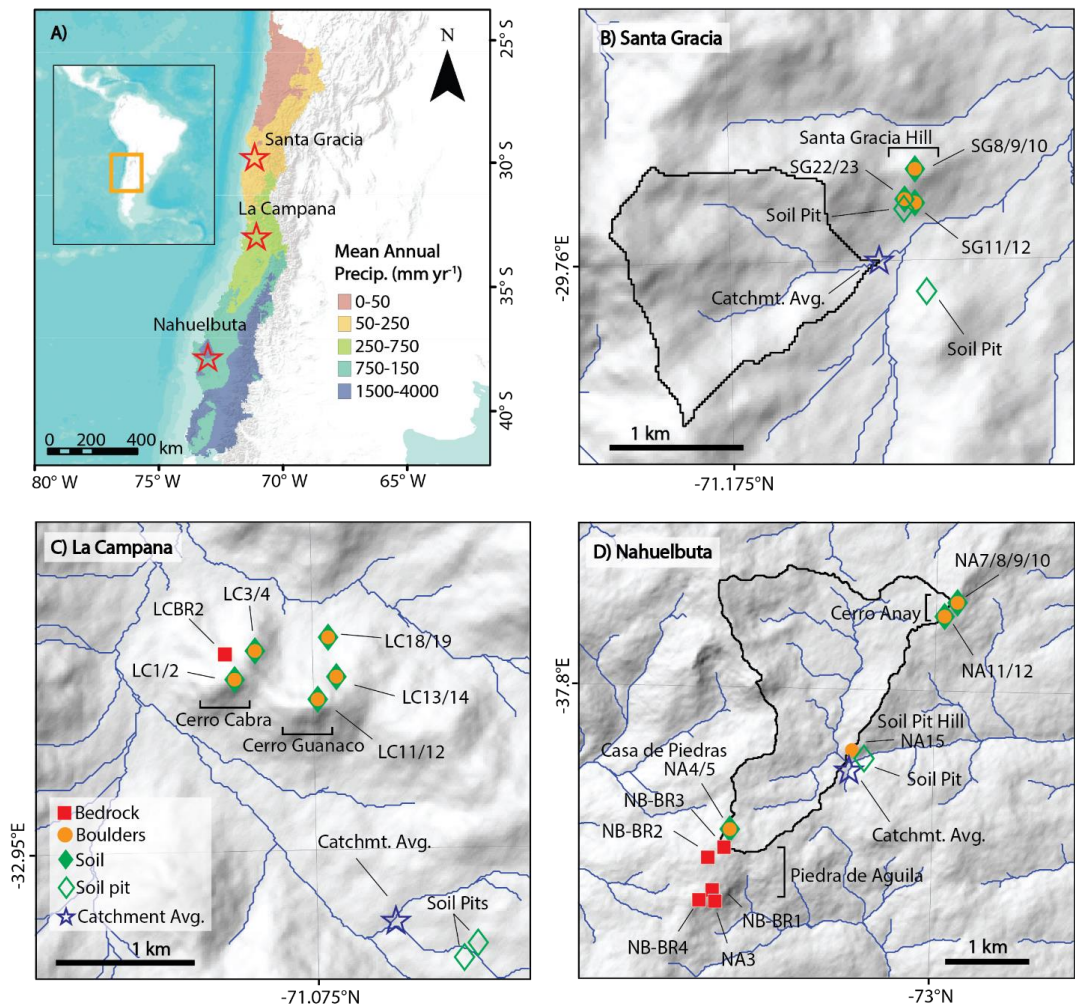 A)
N
25°S
30°S
35°S
40°S
Santa Gracia
La Campana
Nahuelbuta
Mean Annual
Precip. (mm yr⁻¹)
0-50
50-250
250-750
750-150
1500-4000
0 200 400
km
80° W 75°W 70°W 65°W
B) Santa Gracia
Santa Gracia Hill
SG8/9/10
SG22/23
Soil Pit
SG11/12
Catchmt. Avg.
Soil Pit
-29.76°E
1 km
-71.175°N
C) La Campana
LC3/4
LCBR2
LC18/19
LC1/2
LC13/14
Cerro Cabra
Cerro Guanaco
LC11/12
Bedrock
Boulders
Soil
Soil pit
Catchment Avg.
Catchmt. Avg.
Soil Pits
-32.95°E
1 km
-71.075°N
D) Nahuelbuta
NA7/8/9/10
Cerro Anay
NA11/12
-37.8°E
Soil Pit Hill
NA15
Casa de Piedras
NA4/5
Soil Pit
NB-BR3
NB-BR2
Catchmt. Avg.
Piedra de Aguila
NB-BR1
NB-BR4
NA3
1 km
-73°N